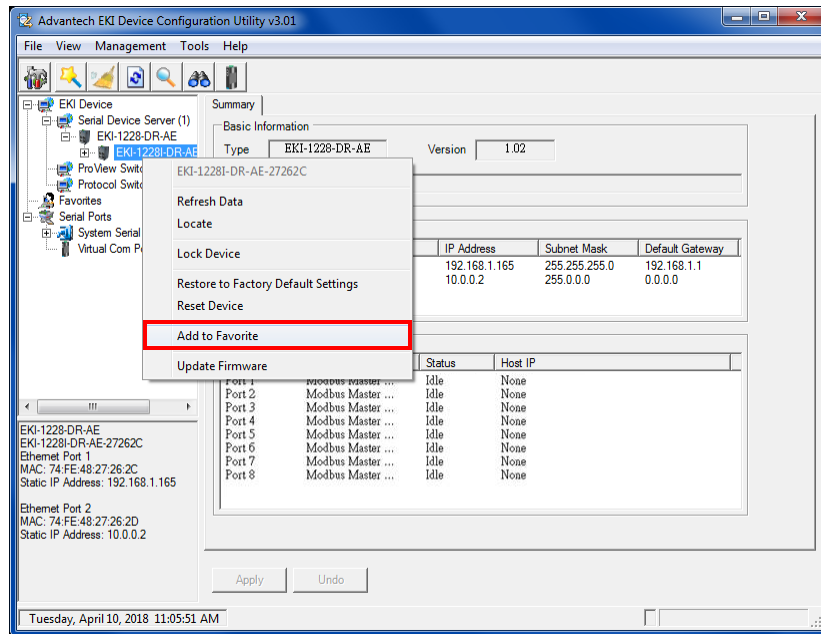 Advantech EKI Device Configuration Utility v3.01
File View Management Tools Help
EKI Device
Serial Device Server (1)
EKI-1228-DR-AE
EKI-1228I-DR-AE
ProView Switc
Protocol Switc
Favorites
Serial Ports
System Serial
Virtual Com Po
Summary
Basic Information
Type EKI-1228-DR-AE Version 1.02
EKI-1228I-DR-AE-27262C
Refresh Data
Locate
Lock Device
Restore to Factory Default Settings
Reset Device
Add to Favorite
Update Firmware
IP Address Subnet Mask Default Gateway
192.168.1.165 255.255.255.0 192.168.1.1
10.0.0.2 255.0.0.0 0.0.0.0
Status Host IP
Port 1 Modbus Master ... Idle None
Port 2 Modbus Master ... Idle None
Port 3 Modbus Master ... Idle None
Port 4 Modbus Master ... Idle None
Port 5 Modbus Master ... Idle None
Port 6 Modbus Master ... Idle None
Port 7 Modbus Master ... Idle None
Port 8 Modbus Master ... Idle None
EKI-1228-DR-AE
EKI-1228I-DR-AE-27262C
Ethernet Port 1
MAC: 74:FE:48:27:26:2C
Static IP Address: 192.168.1.165
Ethernet Port 2
MAC: 74:FE:48:27:26:2D
Static IP Address: 10.0.0.2
Apply Undo
Tuesday, April 10, 2018 11:05:51 AM